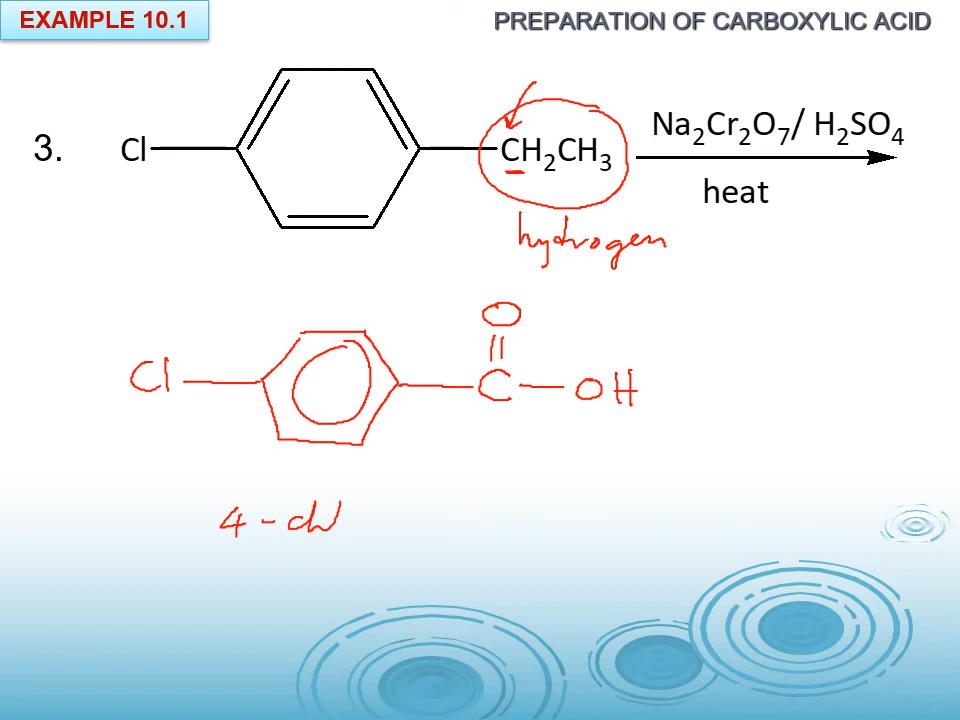 EXAMPLE 10.1
PREPARATION OF CARBOXYLIC ACID
3.
Cl
CH₂CH₃
Na₂Cr₂O₇/ H₂SO₄
heat
hydrogen
O
Cl
C
OH
4-chl